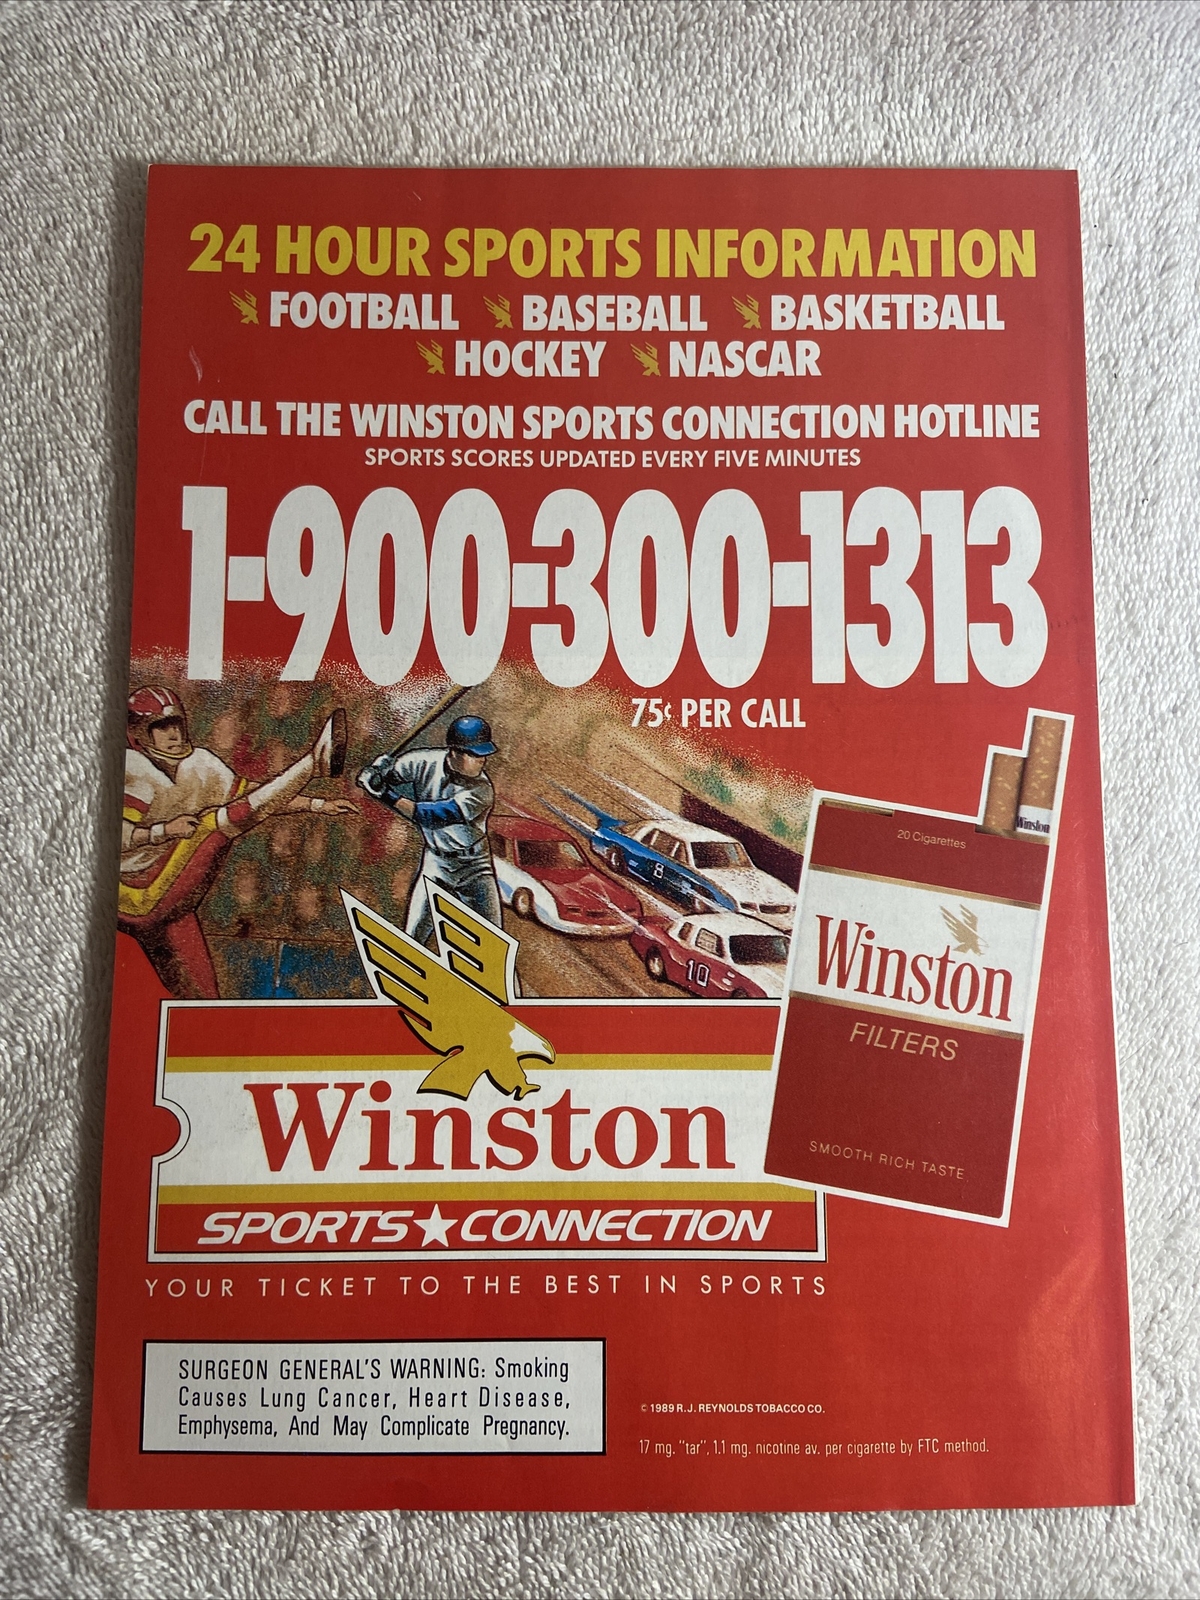 24 HOUR SPORTS INFORMATION
FOOTBALL BASEBALL BASKETBALL
HOCKEY NASCAR
CALL THE WINSTON SPORTS CONNECTION HOTLINE
SPORTS SCORES UPDATED EVERY FIVE MINUTES
1-900-300-1313
75¢ PER CALL
8
10
Winston
20 Cigarettes
Winston
FILTERS
SMOOTH RICH TASTE
Winston
SPORTS★CONNECTION
YOUR TICKET TO THE BEST IN SPORTS
SURGEON GENERAL'S WARNING: Smoking
Causes Lung Cancer, Heart Disease,
Emphysema, And May Complicate Pregnancy.
© 1989 R.J. REYNOLDS TOBACCO CO.
17 mg. "tar", 1.1 mg. nicotine av. per cigarette by FTC method.